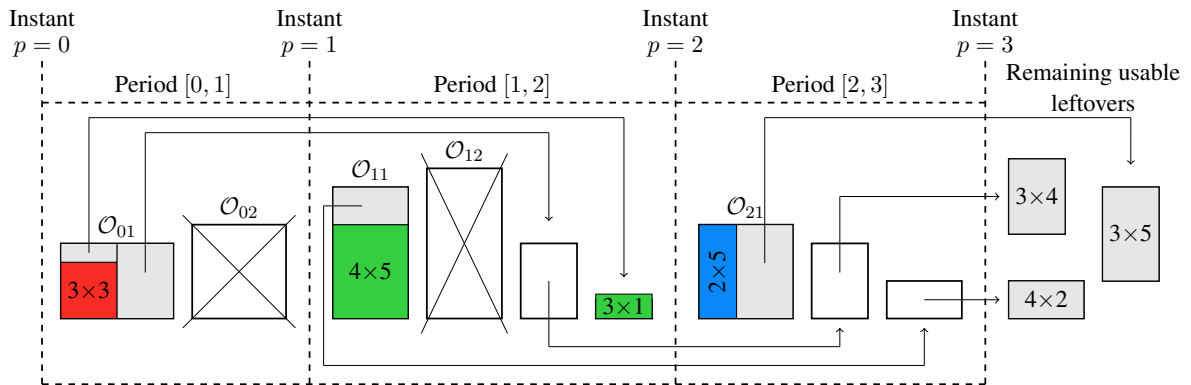 Instant Instant Instant Instant
p = 0 p = 1 p = 2 p = 3
Period [0, 1] Period [1, 2] Period [2, 3] Remaining usable
leftovers
𝒪₀₁ 𝒪₀₂ 𝒪₁₁ 𝒪₁₂ 𝒪₂₁
3×3 4×5 3×1 2×5 3×4 3×5 4×2